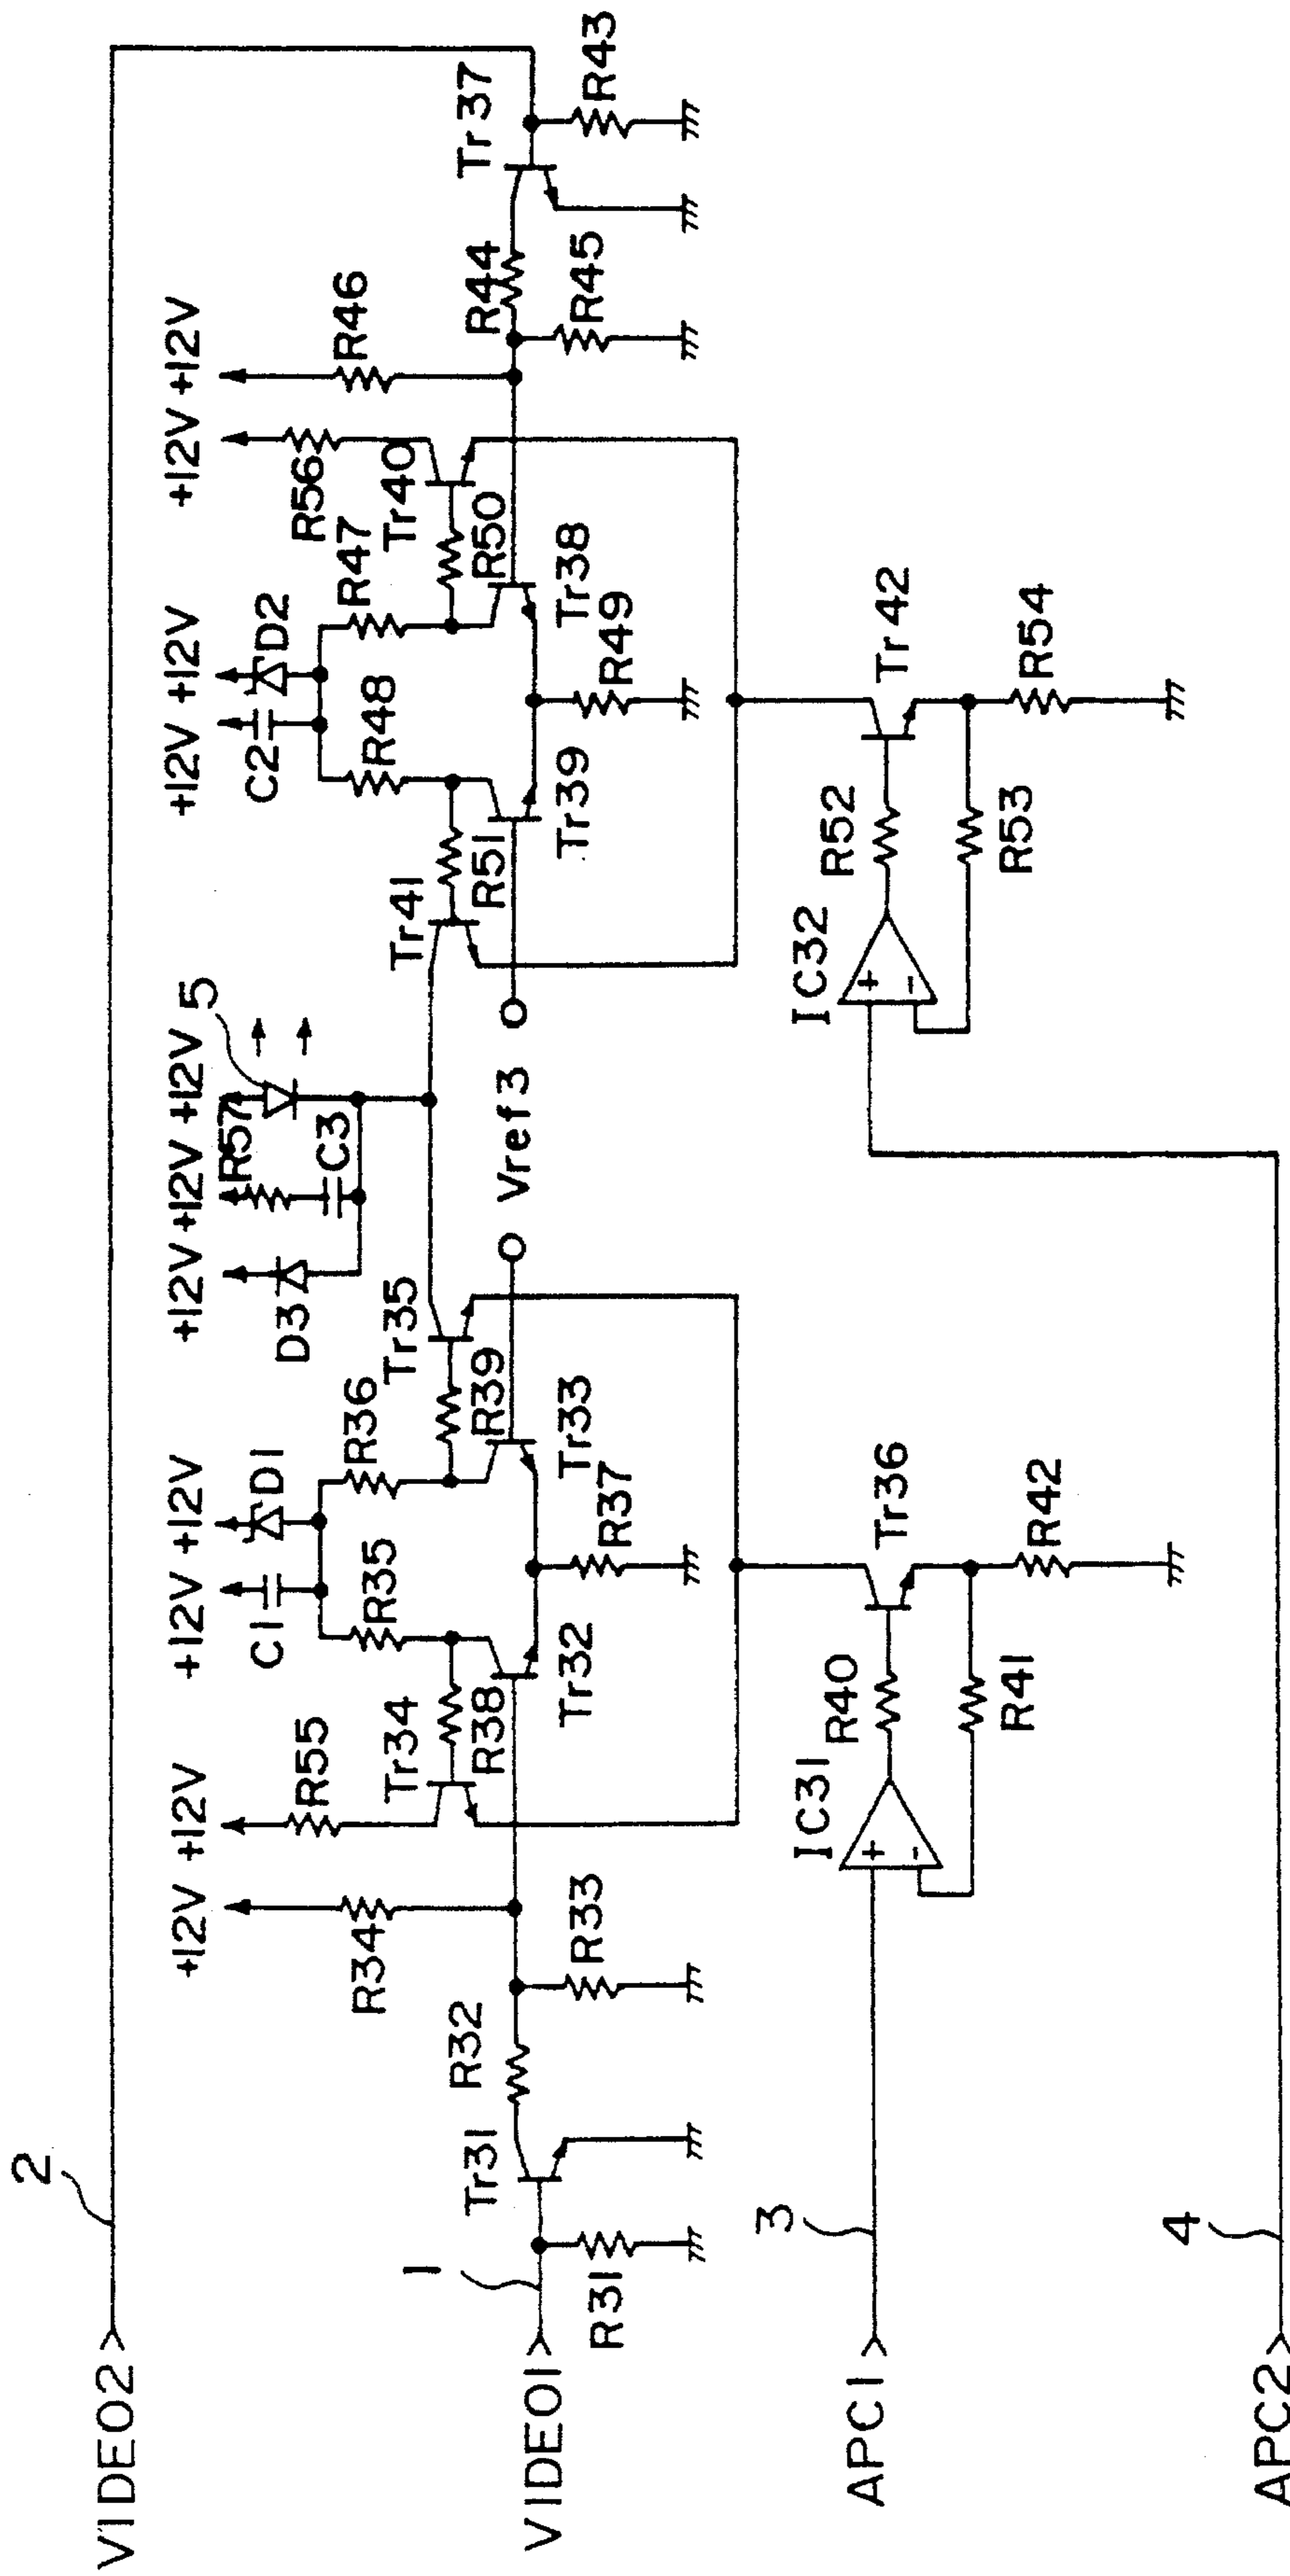 VIDEO2
2
+12V
+12V
+12V
+12V
+12V
+12V
+12V
+12V
+12V
+12V
+12V
R34
R55
C1
D1
R35
R36
D3
R57
C3
5
C2
D2
R48
R47
R56
R46
VIDEO1
1
R31
Tr31
R32
R33
Tr34
R38
Tr32
R37
Tr33
R39
Tr35
Vref3
Tr41
R51
Tr39
R49
Tr38
R50
Tr40
R44
R45
Tr37
R43
APC1
3
IC31
+
-
R40
R41
Tr36
R42
IC32
+
-
R52
R53
Tr42
R54
APC2
4